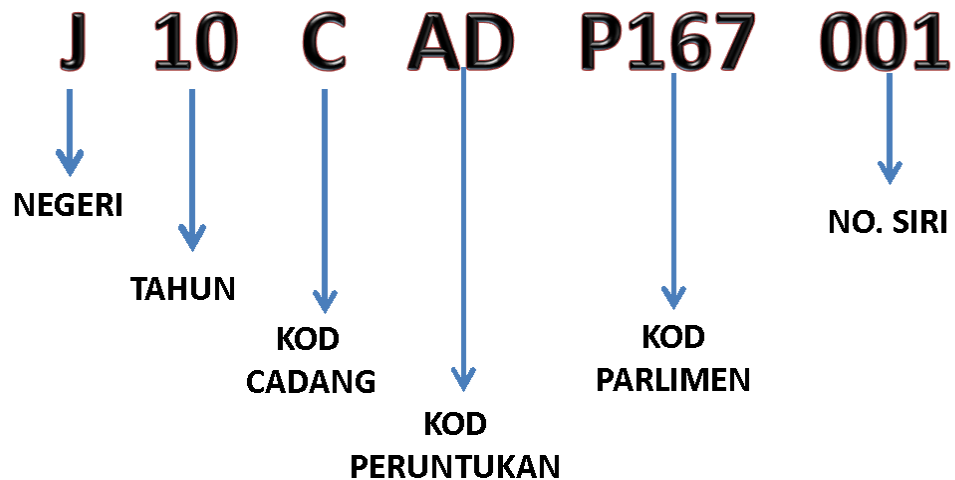 J 10 C AD P167 001
NEGERI
NO. SIRI
TAHUN
KOD
CADANG
KOD
PARLIMEN
KOD
PERUNTUKAN